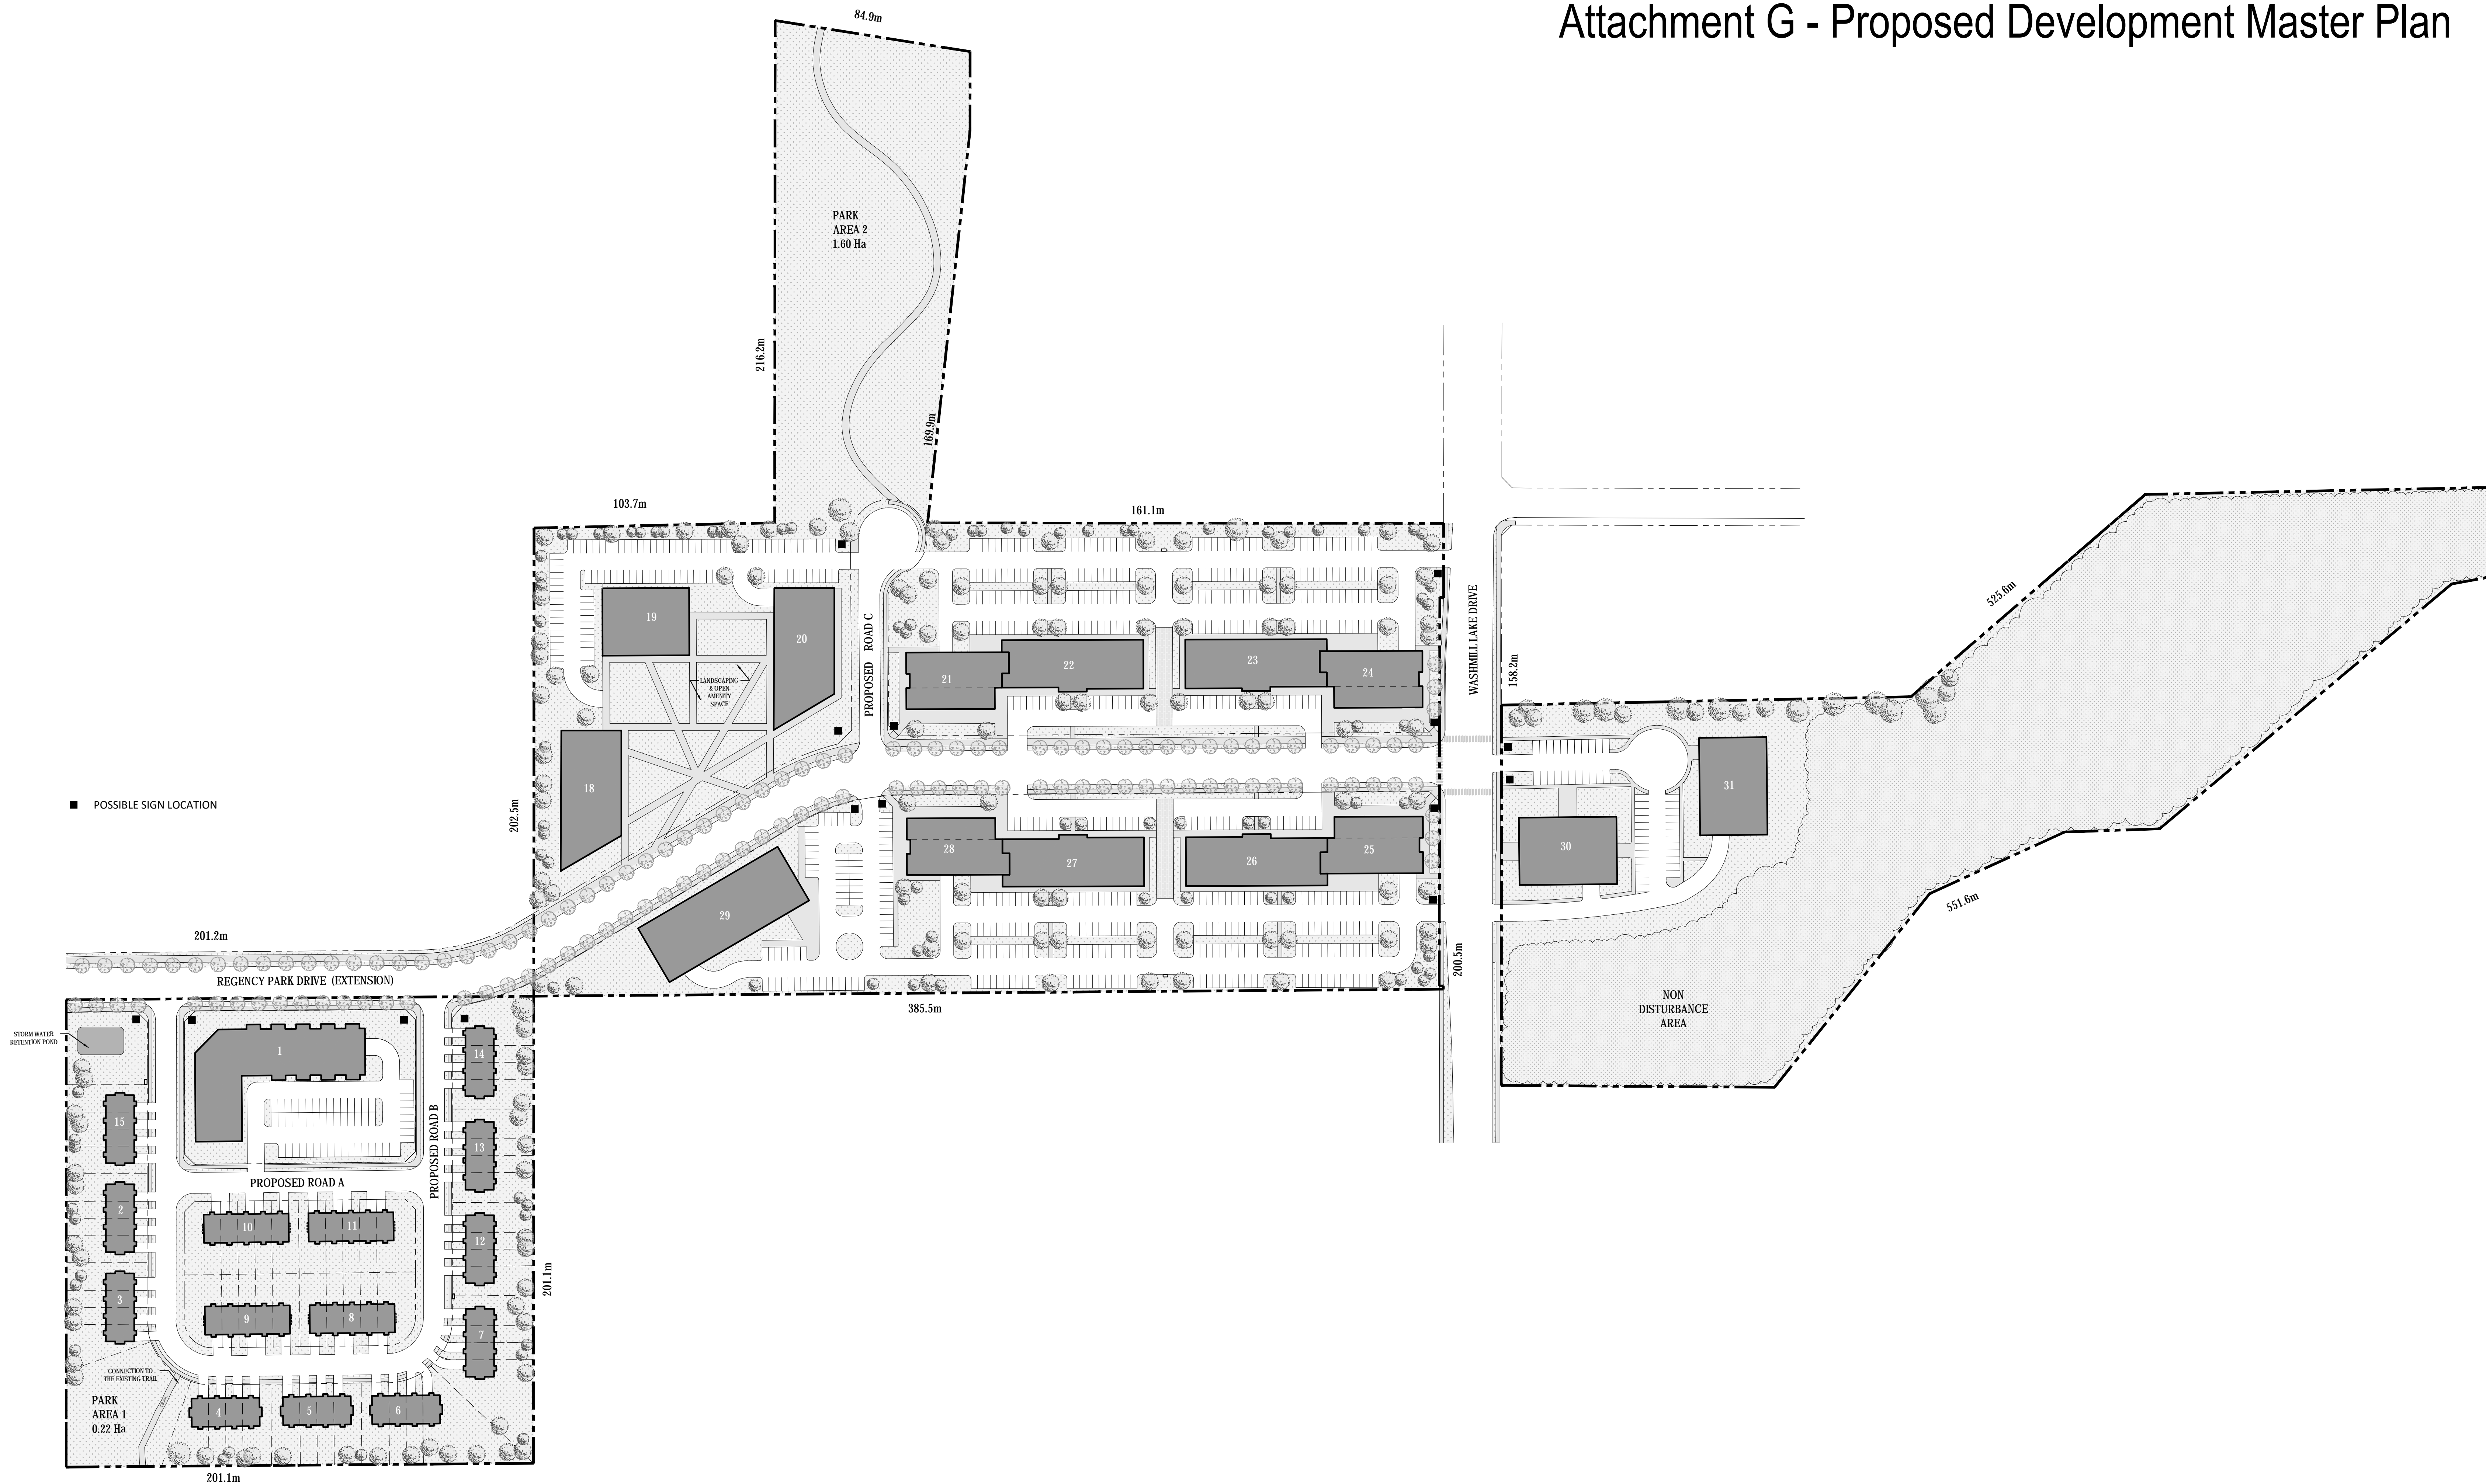 Attachment G - Proposed Development Master Plan
84.9m
PARK
AREA 2
1.60 Ha
216.2m
169.9m
103.7m
161.1m
19
20
LANDSCAPING
& OPEN
AMENITY
SPACE
18
PROPOSED ROAD C
21
22
23
24
WASHMILL LAKE DRIVE
158.2m
525.6m
POSSIBLE SIGN LOCATION
202.5m
28
27
26
25
29
30
31
551.6m
201.2m
REGENCY PARK DRIVE (EXTENSION)
385.5m
200.5m
NON
DISTURBANCE
AREA
STORM WATER
RETENTION POND
1
14
15
13
PROPOSED ROAD B
PROPOSED ROAD A
2
10
11
12
201.1m
3
9
8
7
CONNECTION TO
THE EXISTING TRAIL
PARK
AREA 1
0.22 Ha
4
5
6
201.1m